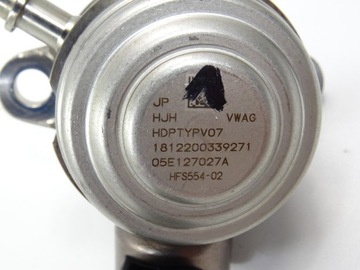 JP
HJH VWAG
HDPTYPV07
1812200339271
05E127027A
HFS554-02